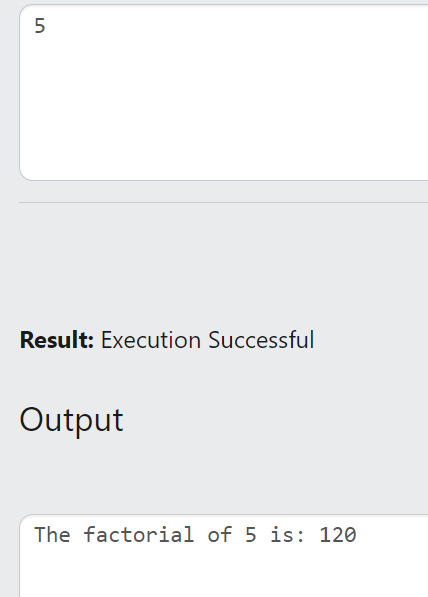 5
Result: Execution Successful
Output
The factorial of 5 is: 120